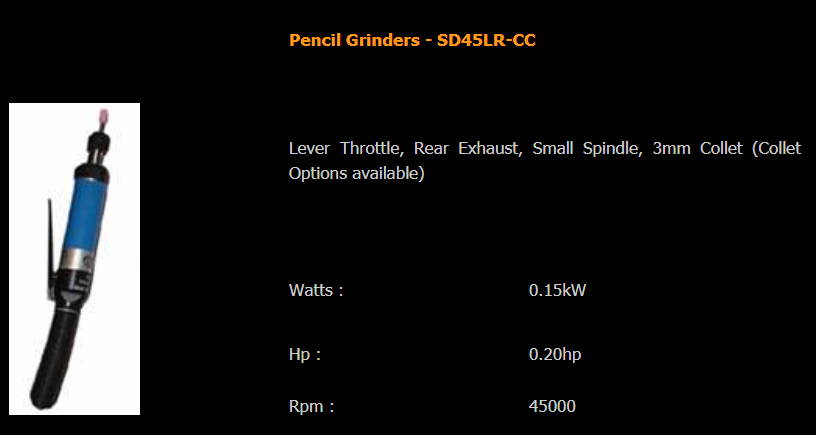 Pencil Grinders - SD45LR-CC
Lever Throttle, Rear Exhaust, Small Spindle, 3mm Collet (Collet
Options available)
Watts : 0.15kW
Hp : 0.20hp
Rpm : 45000